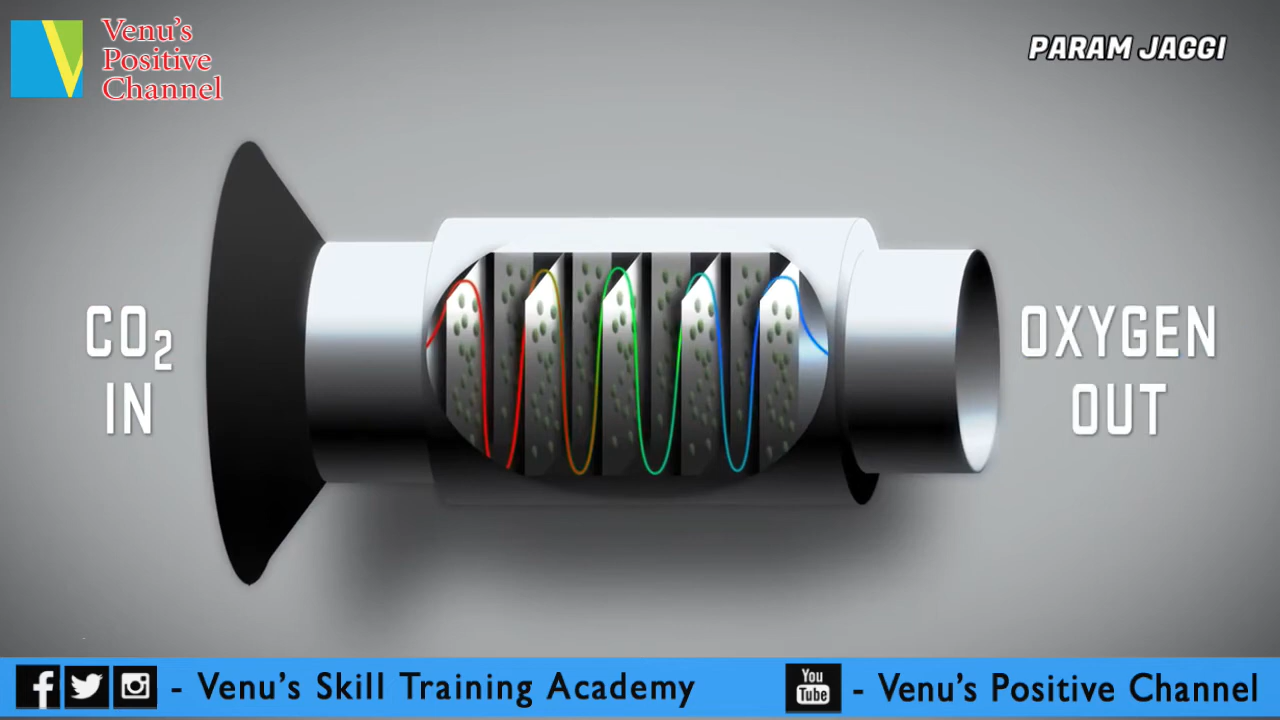 Venu's
Positive
Channel
PARAM JAGGI
CO₂
IN
OXYGEN
OUT
- Venu's Skill Training Academy
You
Tube
- Venu's Positive Channel